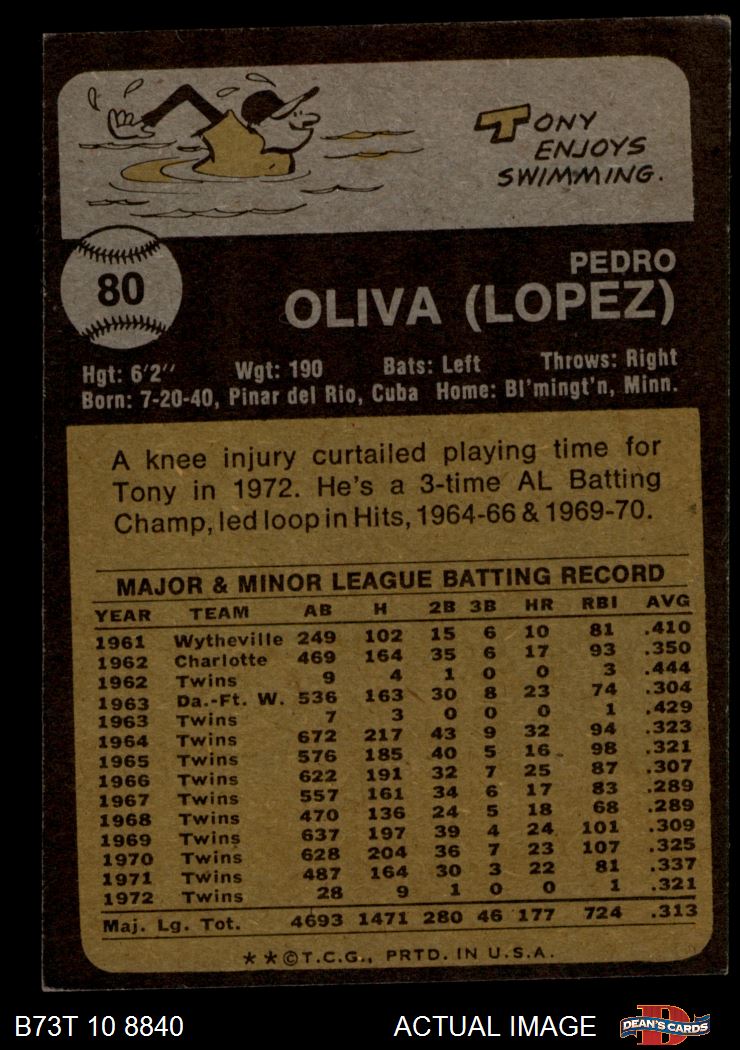 TONY
ENJOYS
SWIMMING.
80
PEDRO
OLIVA (LOPEZ)
Hgt: 6'2" Wgt: 190 Bats: Left Throws: Right
Born: 7-20-40, Pinar del Rio, Cuba Home: Bl'mingt'n, Minn.
A knee injury curtailed playing time for
Tony in 1972. He's a 3-time AL Batting
Champ, led loop in Hits, 1964-66 & 1969-70.
MAJOR & MINOR LEAGUE BATTING RECORD
YEAR TEAM AB H 2B 3B HR RBI AVG
1961 Wytheville 249 102 15 6 10 81 .410
1962 Charlotte 469 164 35 6 17 93 .350
1962 Twins 9 4 1 0 0 3 .444
1963 Da.-Ft. W. 536 163 30 8 23 74 .304
1963 Twins 7 3 0 0 0 1 .429
1964 Twins 672 217 43 9 32 94 .323
1965 Twins 576 185 40 5 16 98 .321
1966 Twins 622 191 32 7 25 87 .307
1967 Twins 557 161 34 6 17 83 .289
1968 Twins 470 136 24 5 18 68 .289
1969 Twins 637 197 39 4 24 101 .309
1970 Twins 628 204 36 7 23 107 .325
1971 Twins 487 164 30 3 22 81 .337
1972 Twins 28 9 1 0 0 1 .321
Maj. Lg. Tot. 4693 1471 280 46 177 724 .313
**©T.C.G., PRTD. IN U.S.A.
B73T 10 8840 ACTUAL IMAGE D DEAN'S CARDS